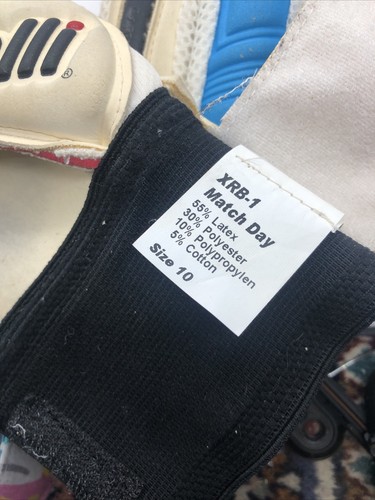 XRB-1
Match Day
55% Latex
30% Polyester
10% Polypropylen
5% Cotton
Size 10
®